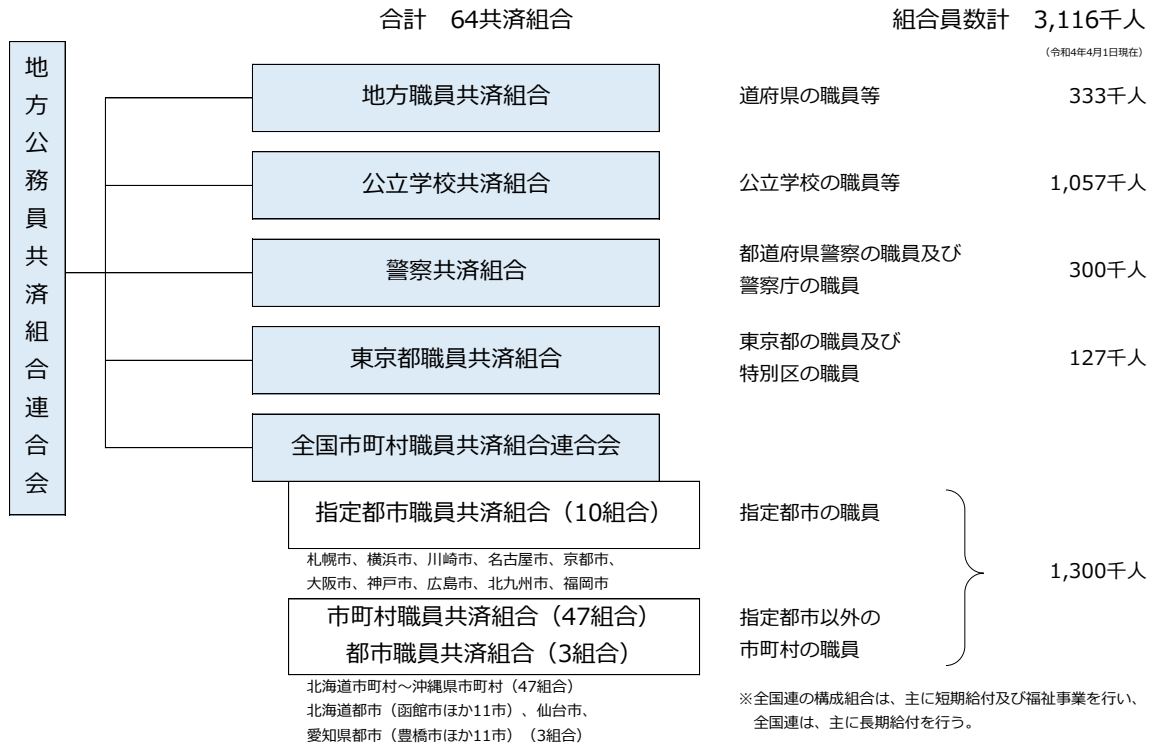 合計　64共済組合
組合員数計　3,116千人
（令和4年4月1日現在）
地方公務員共済組合連合会
地方職員共済組合
道府県の職員等
333千人
公立学校共済組合
公立学校の職員等
1,057千人
警察共済組合
都道府県警察の職員及び
警察庁の職員
300千人
東京都職員共済組合
東京都の職員及び
特別区の職員
127千人
全国市町村職員共済組合連合会
指定都市職員共済組合（10組合）
指定都市の職員
札幌市、横浜市、川崎市、名古屋市、京都市、
大阪市、神戸市、広島市、北九州市、福岡市
1,300千人
市町村職員共済組合（47組合）
都市職員共済組合（3組合）
指定都市以外の
市町村の職員
北海道市町村～沖縄県市町村（47組合）
北海道都市（函館市ほか11市）、仙台市、
愛知県都市（豊橋市ほか11市）（3組合）
※全国連の構成組合は、主に短期給付及び福祉事業を行い、
全国連は、主に長期給付を行う。